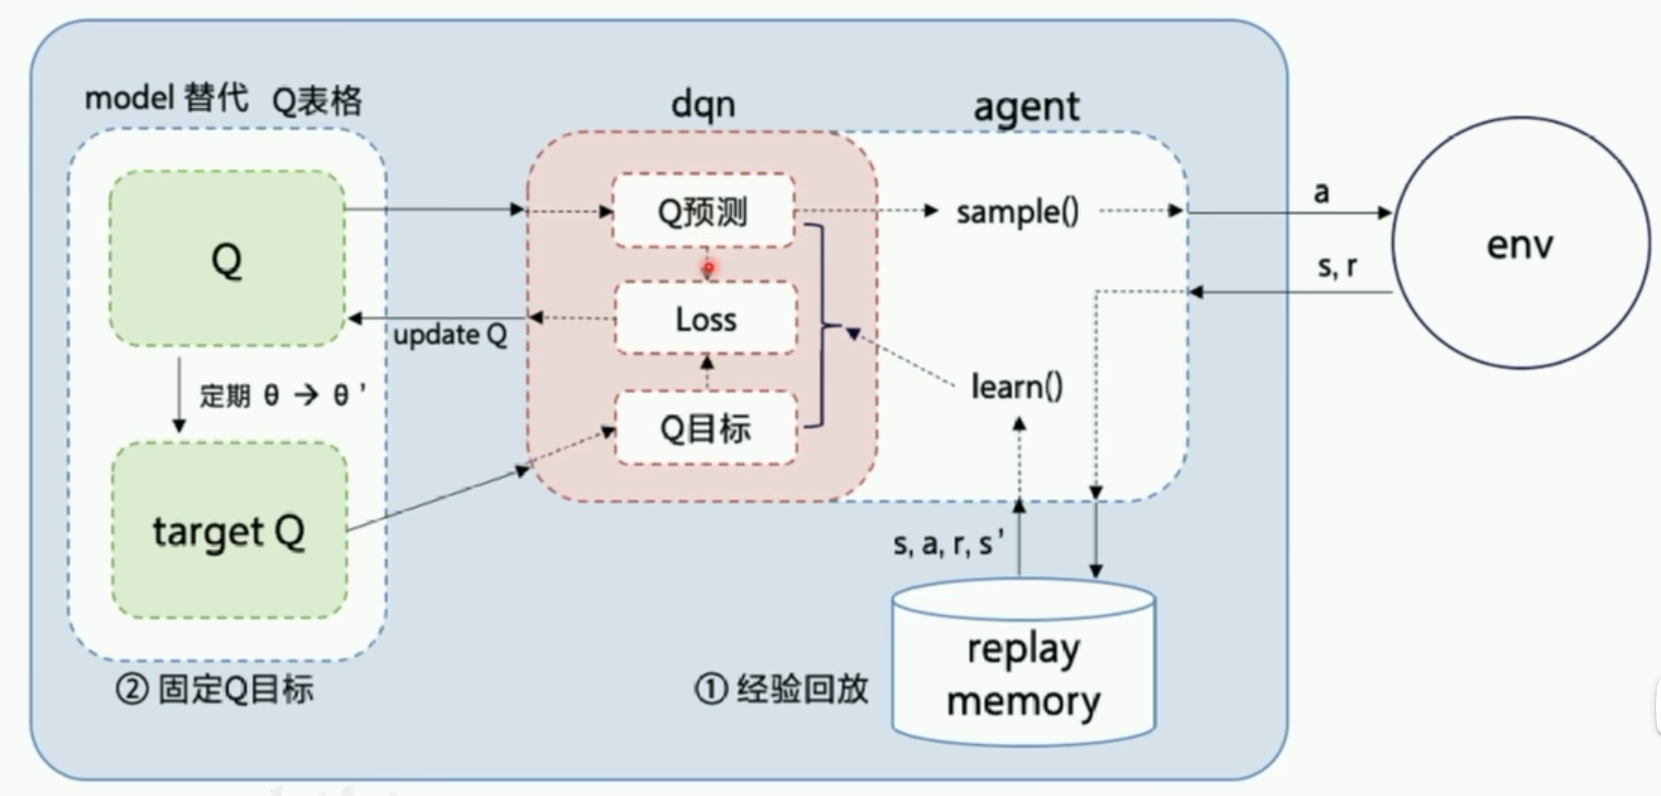 model 替代 Q表格
dqn
agent
Q
Q预测
sample()
a
env
s, r
Loss
update Q
learn()
定期 θ → θ '
Q目标
target Q
s, a, r, s '
replay
memory
② 固定Q目标
① 经验回放